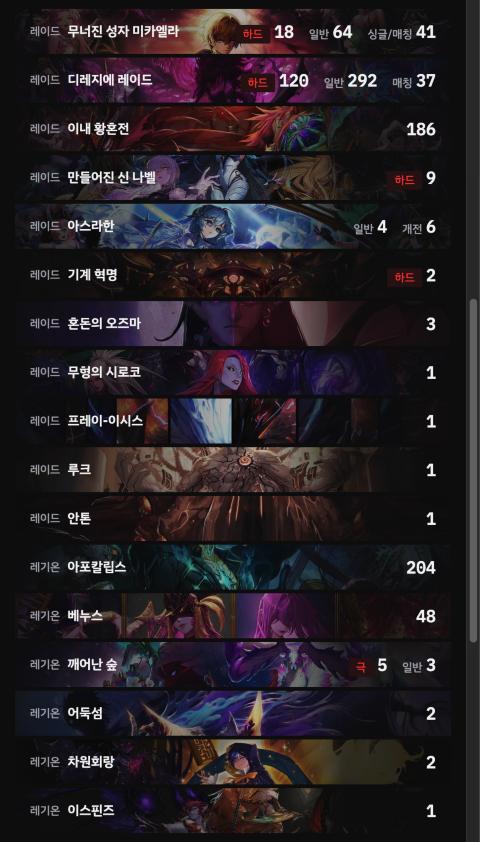 레이드 무너진 성자 미카엘라 하드 18 일반 64 싱글/매칭 41
레이드 디레지에 레이드 하드 120 일반 292 매칭 37
레이드 이내 황혼전 186
레이드 만들어진 신 나벨 하드 9
레이드 아스라한 일반 4 개전 6
레이드 기계 혁명 하드 2
레이드 혼돈의 오즈마 3
레이드 무형의 시로코 1
레이드 프레이-이시스 1
레이드 루크 1
레이드 안톤 1
레기온 아포칼립스 204
레기온 베누스 48
레기온 깨어난 숲 극 5 일반 3
레기온 어둑섬 2
레기온 차원회랑 2
레기온 이스핀즈 1